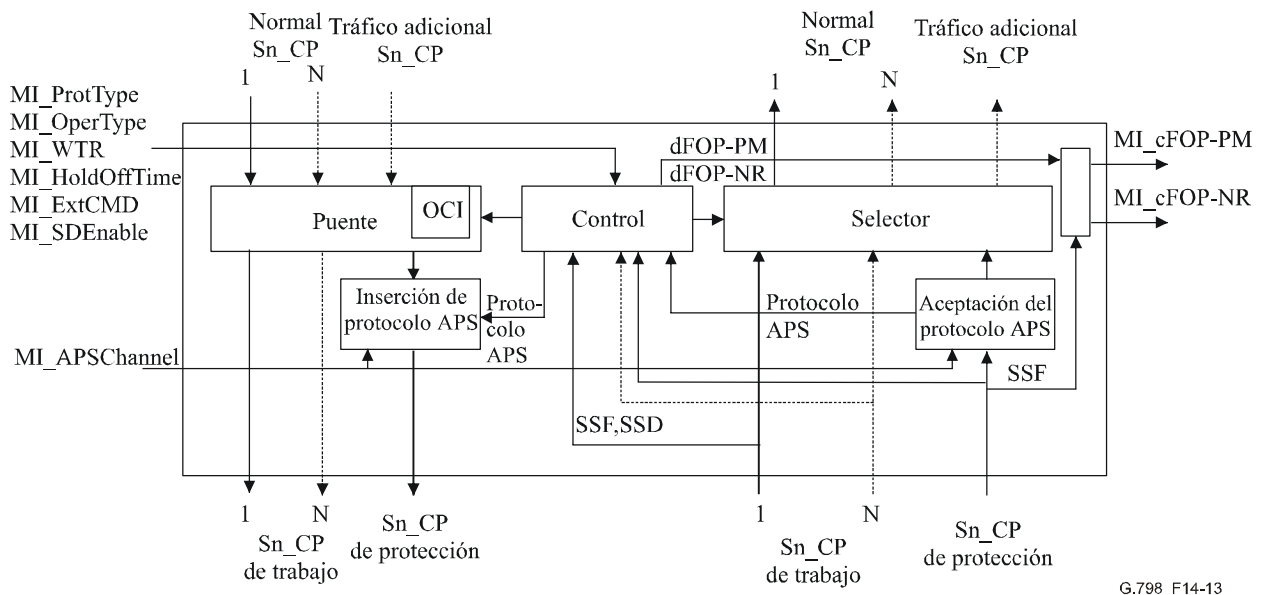 Normal
Sn_CP
Tráfico adicional
Sn_CP
1
N
Normal
Sn_CP
Tráfico adicional
Sn_CP
1
N
MI_ProtType
MI_OperType
MI_WTR
MI_HoldOffTime
MI_ExtCMD
MI_SDEnable
dFOP-PM
dFOP-NR
MI_cFOP-PM
MI_cFOP-NR
Puente
OCI
Control
Selector
Inserción de
protocolo APS
Proto-
colo
APS
Protocolo
APS
Aceptación del
protocolo APS
MI_APSChannel
SSF
SSF,SSD
1
N
Sn_CP
de trabajo
Sn_CP
de protección
1
N
Sn_CP
de trabajo
Sn_CP
de protección
G.798_F14-13